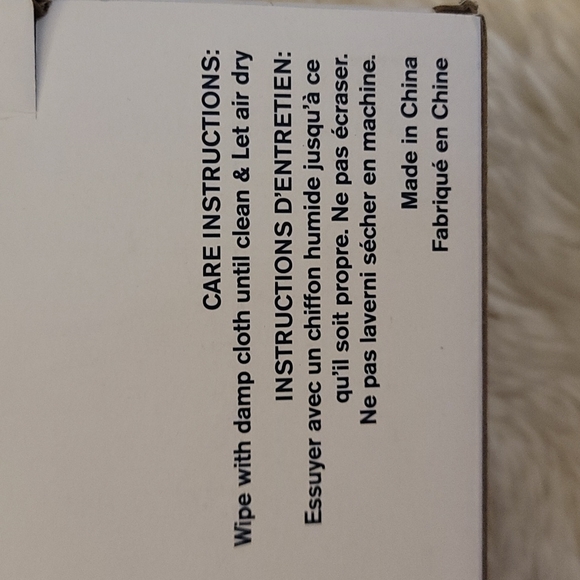 CARE INSTRUCTIONS:
Wipe with damp cloth until clean & Let air dry
INSTRUCTIONS D'ENTRETIEN:
Essuyer avec un chiffon humide jusqu'à ce
qu'il soit propre. Ne pas écraser.
Ne pas laverni sécher en machine.
Made in China
Fabriqué en Chine